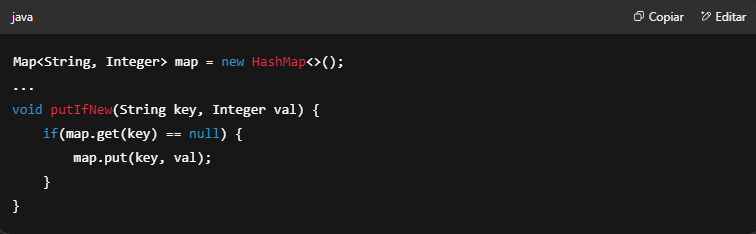 java Copiar Editar
Map<String, Integer> map = new HashMap<>();
...
void putIfNew(String key, Integer val) {
    if(map.get(key) == null) {
        map.put(key, val);
    }
}